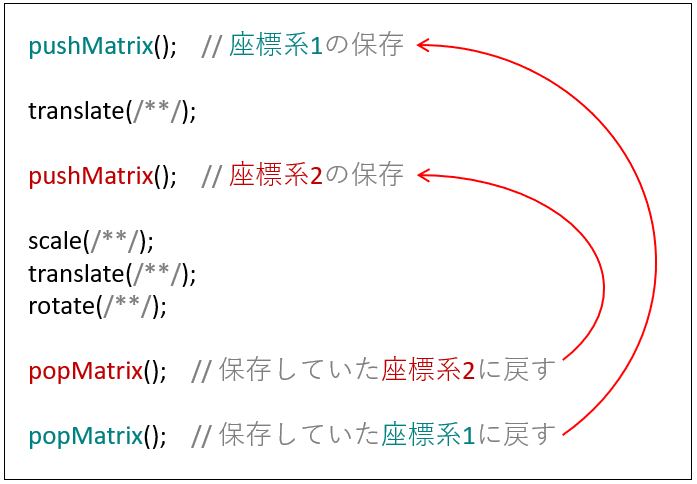 pushMatrix(); // 座標系1の保存
translate(/**/);
pushMatrix(); // 座標系2の保存
scale(/**/);
translate(/**/);
rotate(/**/);
popMatrix(); // 保存していた座標系2に戻す
popMatrix(); // 保存していた座標系1に戻す